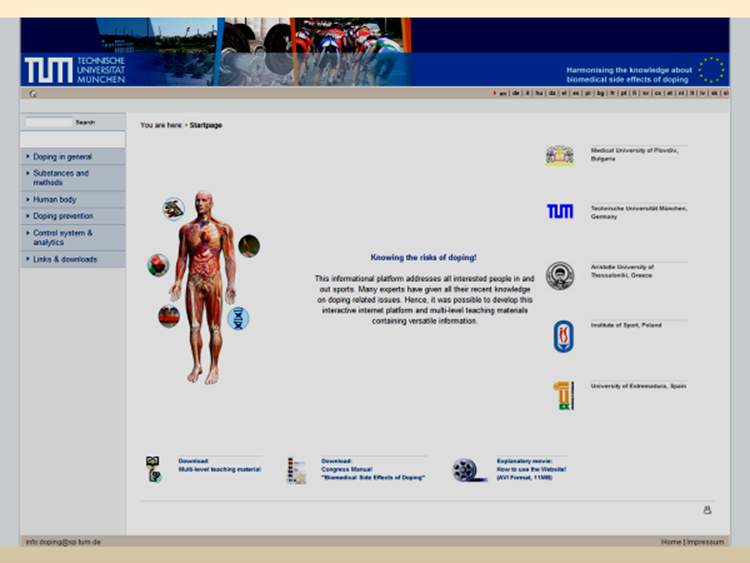 TUM TECHNISCHE
UNIVERSITÄT
MÜNCHEN
Harmonising the knowledge about
biomedical side effects of doping
en | de | it | hu | da | el | es | pl | bg | fr | pt | fi | sv | cs | et | nl | lt | lv | sk | sl
Search
You are here: Startpage
Doping in general
Substances and
methods
Human body
Doping prevention
Control system &
analytics
Links & downloads
Knowing the risks of doping!
This informational platform addresses all interested people in and
out sports. Many experts have given all their recent knowledge
on doping related issues. Hence, it was possible to develop this
interactive internet platform and multi-level teaching materials
containing versatile information.
Medical University of Plovdiv,
Bulgaria
TUM
Technische Universität München,
Germany
Aristotle University of
Thessaloniki, Greece
Institute of Sport, Poland
University of Extremadura, Spain
UEX
Download:
Multi-level teaching material
Download:
Congress Manual
"Biomedical Side Effects of Doping"
Explanatory movie:
How to use the Website!
(AVI Format, 11MB)
info.doping@sp.tum.de
Home | Impressum